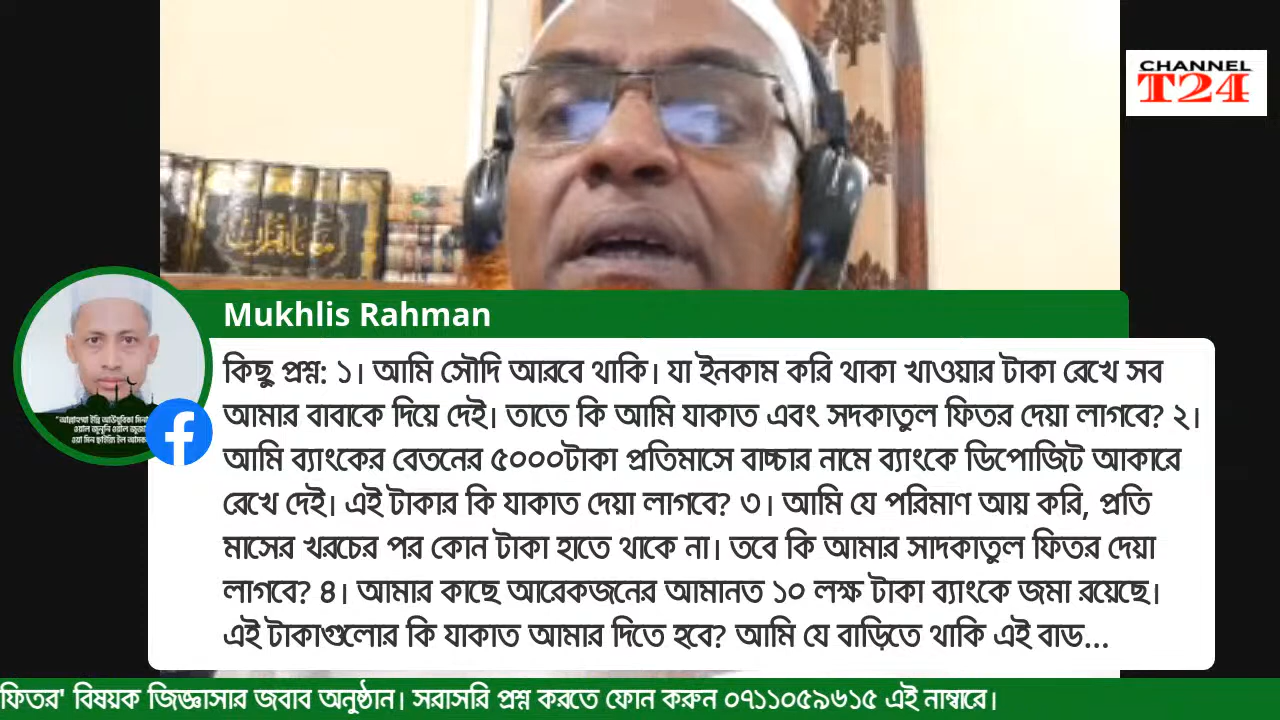 CHANNEL
T24
Mukhlis Rahman
কিছু প্রশ্ন: ১। আমি সৌদি আরবে থাকি। যা ইনকাম করি থাকা খাওয়ার টাকা রেখে সব
আমার বাবাকে দিয়ে দেই। তাতে কি আমি যাকাত এবং সদকাতুল ফিতর দেয়া লাগবে? ২।
আমি ব্যাংকের বেতনের ৫০০০টাকা প্রতিমাসে বাচ্চার নামে ব্যাংকে ডিপোজিট আকারে
রেখে দেই। এই টাকার কি যাকাত দেয়া লাগবে? ৩। আমি যে পরিমাণ আয় করি, প্রতি
মাসের খরচের পর কোন টাকা হাতে থাকে না। তবে কি আমার সাদকাতুল ফিতর দেয়া
লাগবে? ৪। আমার কাছে আরেকজনের আমানত ১০ লক্ষ টাকা ব্যাংকে জমা রয়েছে।
এই টাকাগুলোর কি যাকাত আমার দিতে হবে? আমি যে বাড়িতে থাকি এই বাড...
ফিতর' বিষয়ক জিজ্ঞাসার জবাব অনুষ্ঠান। সরাসরি প্রশ্ন করতে ফোন করুন ০৭১১০৫৯৬১৫ এই নাম্বারে।